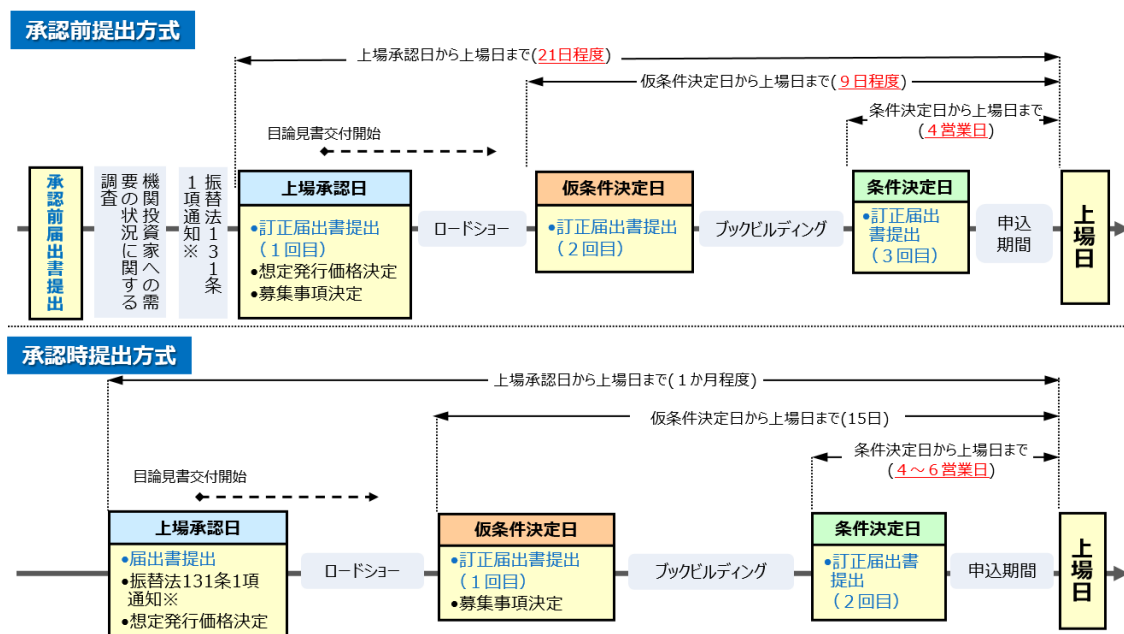 承認前提出方式
上場承認日から上場日まで(21日程度)
仮条件決定日から上場日まで(９日程度)
条件決定日から上場日まで
(４営業日)
目論見書交付開始
承認前届出書提出
機関投資家への需
要の状況に関する
調査
振替法131条
１項通知※
上場承認日
•訂正届出書提出
(１回目)
•想定発行価格決定
•募集事項決定
ロードショー
仮条件決定日
•訂正届出書提出
(２回目)
ブックビルディング
条件決定日
•訂正届出
書提出
(３回目)
申込
期間
上場日
承認時提出方式
上場承認日から上場日まで(１か月程度)
仮条件決定日から上場日まで(15日)
条件決定日から上場日まで
(４～６営業日)
目論見書交付開始
上場承認日
•届出書提出
•振替法131条1項
通知※
•想定発行価格決定
ロードショー
仮条件決定日
•訂正届出書提出
(１回目)
•募集事項決定
ブックビルディング
条件決定日
•訂正届出書
提出
(２回目)
申込期間
上場日